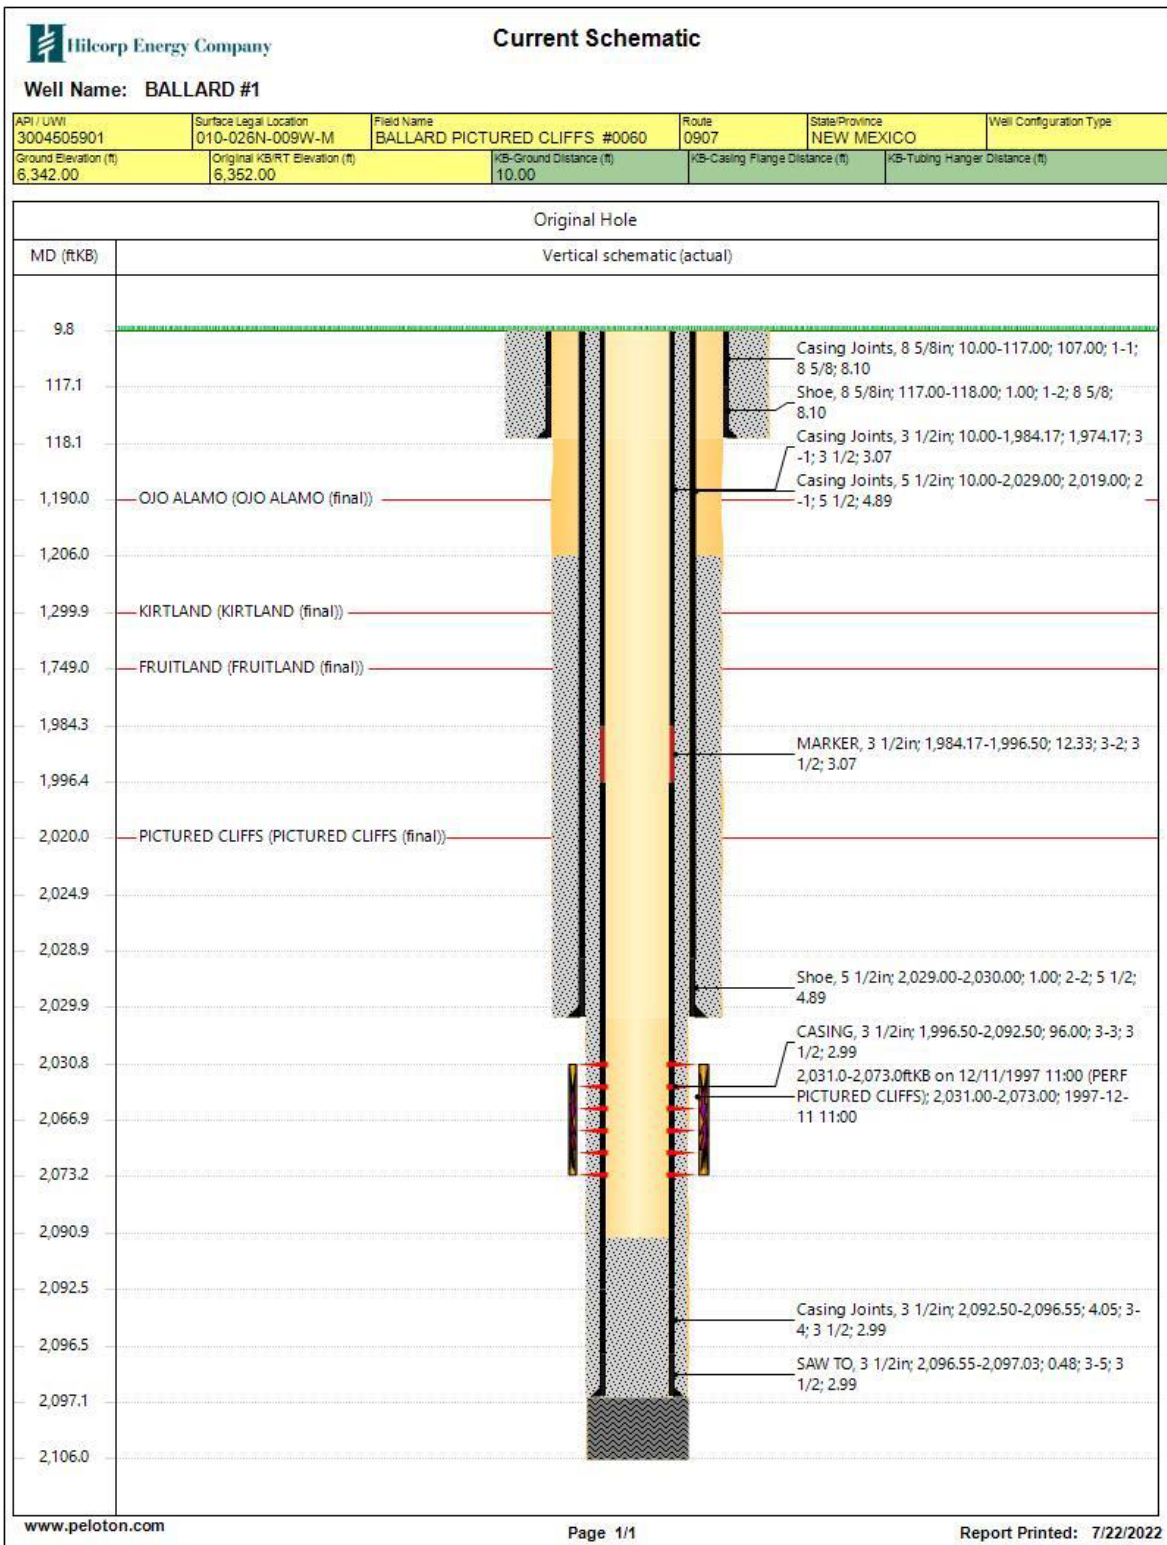 Hilcorp Energy Company
Current Schematic
Well Name: BALLARD #1
API / UWI
3004505901
Surface Legal Location
010-026N-009W-M
Field Name
BALLARD PICTURED CLIFFS #0060
Route
0907
State/Province
NEW MEXICO
Well Configuration Type
Ground Elevation (ft)
6,342.00
Original KB/RT Elevation (ft)
6,352.00
KB-Ground Distance (ft)
10.00
KB-Casing Flange Distance (ft)
KB-Tubing Hanger Distance (ft)
Original Hole
MD (ftKB)
Vertical schematic (actual)
9.8
Casing Joints, 8 5/8in; 10.00-117.00; 107.00; 1-1;
8 5/8; 8.10
117.1
Shoe, 8 5/8in; 117.00-118.00; 1.00; 1-2; 8 5/8;
8.10
118.1
Casing Joints, 3 1/2in; 10.00-1,984.17; 1,974.17; 3
-1; 3 1/2; 3.07
Casing Joints, 5 1/2in; 10.00-2,029.00; 2,019.00; 2
-1; 5 1/2; 4.89
1,190.0
OJO ALAMO (OJO ALAMO (final))
1,206.0
1,299.9
KIRTLAND (KIRTLAND (final))
1,749.0
FRUITLAND (FRUITLAND (final))
1,984.3
MARKER, 3 1/2in; 1,984.17-1,996.50; 12.33; 3-2; 3
1/2; 3.07
1,996.4
2,020.0
PICTURED CLIFFS (PICTURED CLIFFS (final))
2,024.9
2,028.9
Shoe, 5 1/2in; 2,029.00-2,030.00; 1.00; 2-2; 5 1/2;
4.89
2,029.9
CASING, 3 1/2in; 1,996.50-2,092.50; 96.00; 3-3; 3
1/2; 2.99
2,030.8
2,031.0-2,073.0ftKB on 12/11/1997 11:00 (PERF
PICTURED CLIFFS); 2,031.00-2,073.00; 1997-12-
11 11:00
2,066.9
2,073.2
2,090.9
2,092.5
Casing Joints, 3 1/2in; 2,092.50-2,096.55; 4.05; 3-
4; 3 1/2; 2.99
2,096.5
SAW TO, 3 1/2in; 2,096.55-2,097.03; 0.48; 3-5; 3
1/2; 2.99
2,097.1
2,106.0
www.peloton.com
Page 1/1
Report Printed: 7/22/2022